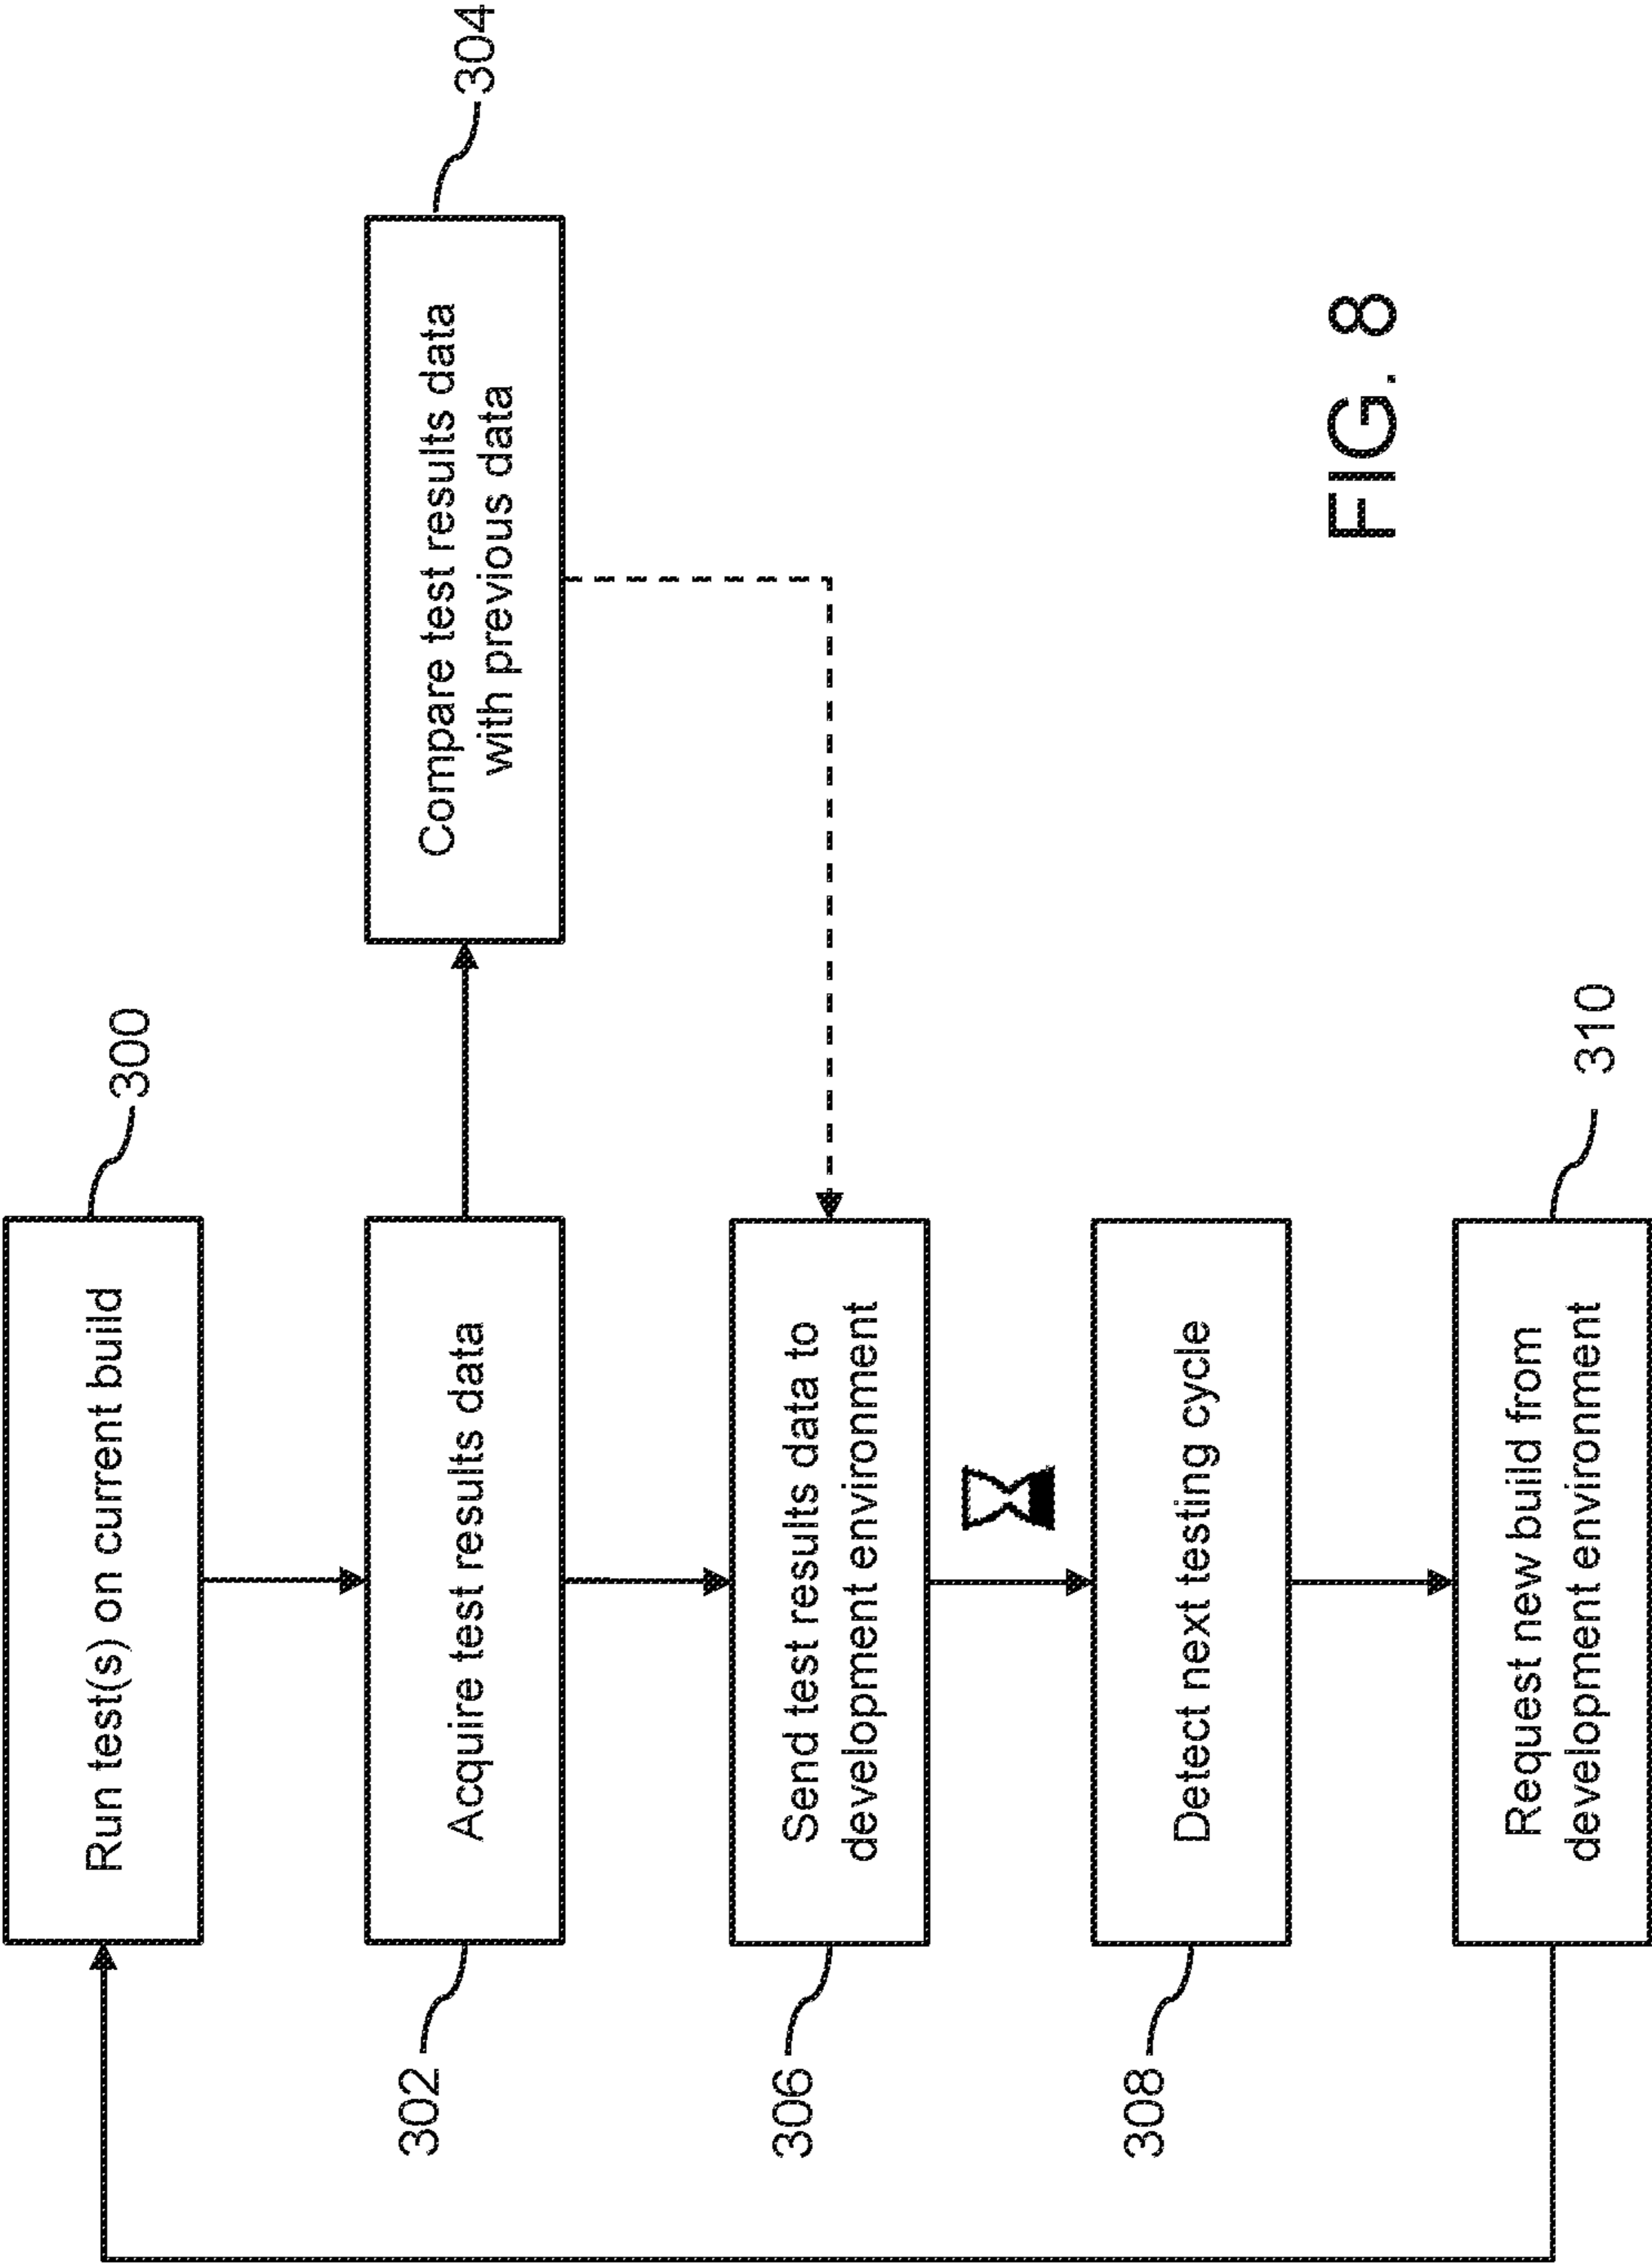 Run test(s) on current build
300
302
Acquire test results data
Compare test results data
with previous data
304
306
Send test results data to
development environment
308
Detect next testing cycle
Request new build from
development environment
310
FIG. 8